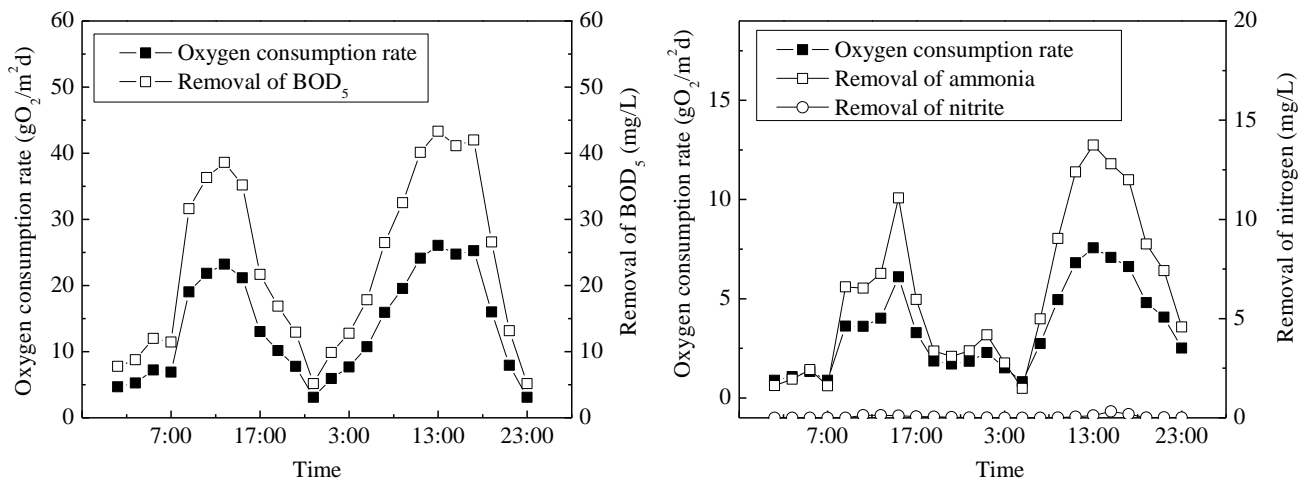 Oxygen consumption rate (gO₂/m²d)
60
50
40
30
20
10
0
Oxygen consumption rate
Removal of BOD₅
60
50
40
30
20
10
0
Removal of BOD₅ (mg/L)
7:00 17:00 3:00 13:00 23:00
Time
Oxygen consumption rate (gO₂/m²d)
15
10
5
0
Oxygen consumption rate
Removal of ammonia
Removal of nitrite
20
15
10
5
0
Removal of nitrogen (mg/L)
7:00 17:00 3:00 13:00 23:00
Time